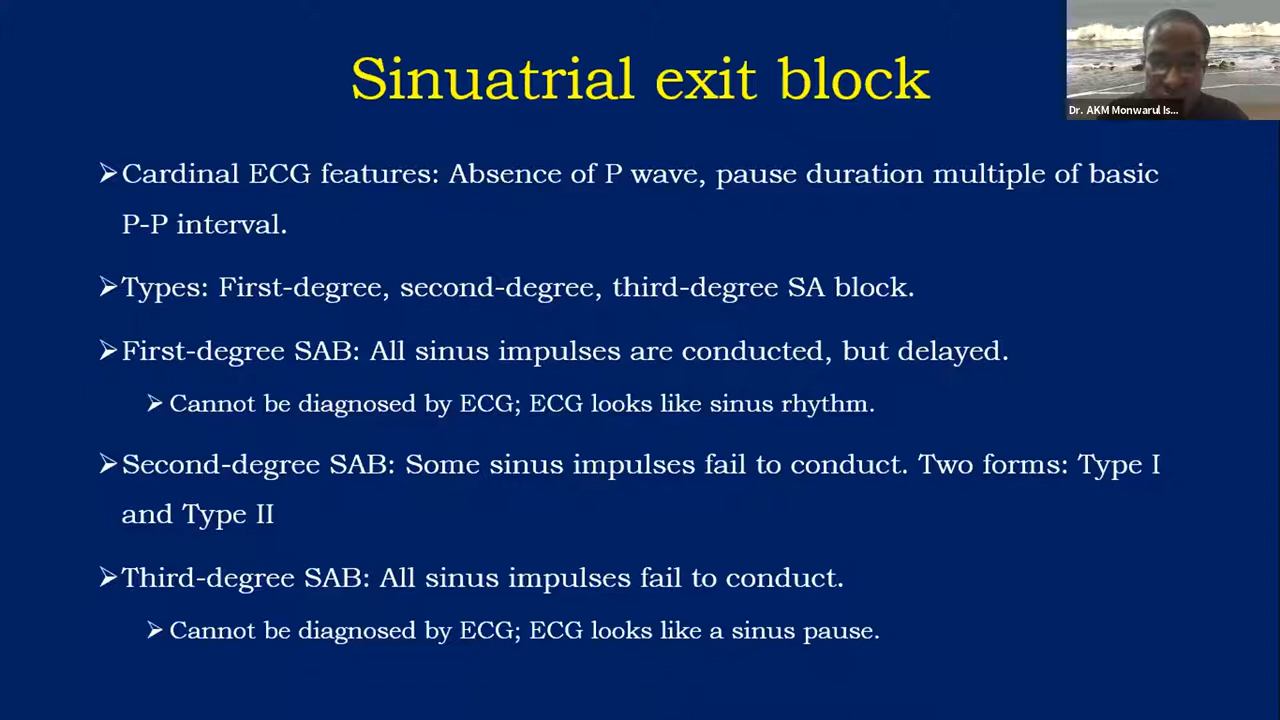 Sinuatrial exit block
Dr. AKM Monwarul Is...
➢Cardinal ECG features: Absence of P wave, pause duration multiple of basic
P-P interval.
➢Types: First-degree, second-degree, third-degree SA block.
➢First-degree SAB: All sinus impulses are conducted, but delayed.
➢ Cannot be diagnosed by ECG; ECG looks like sinus rhythm.
➢Second-degree SAB: Some sinus impulses fail to conduct. Two forms: Type I
and Type II
➢Third-degree SAB: All sinus impulses fail to conduct.
➢ Cannot be diagnosed by ECG; ECG looks like a sinus pause.